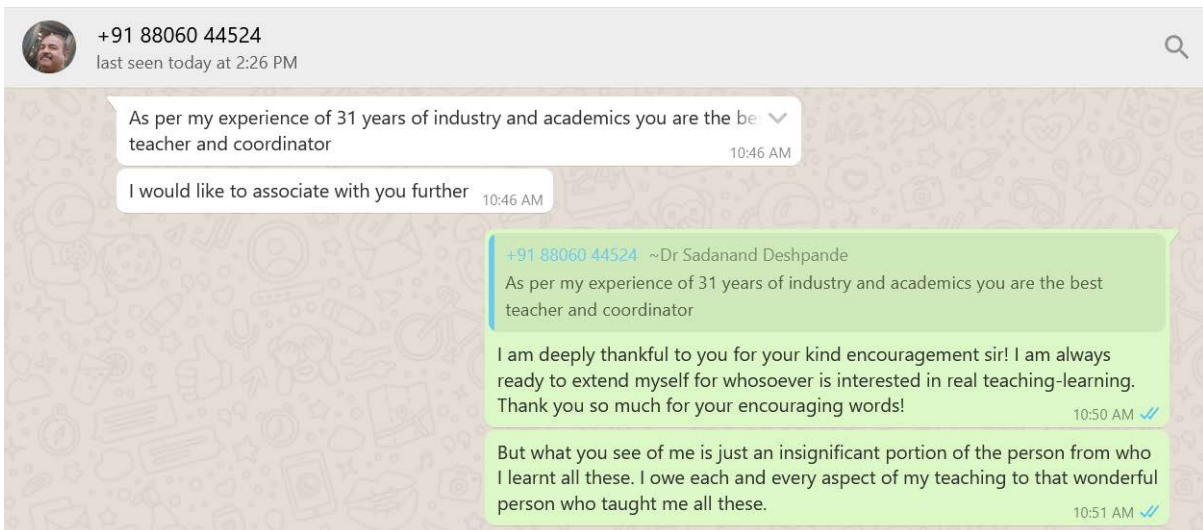 +91 88060 44524
last seen today at 2:26 PM
As per my experience of 31 years of industry and academics you are the be
teacher and coordinator
10:46 AM
I would like to associate with you further 10:46 AM
+91 88060 44524 ~Dr Sadanand Deshpande
As per my experience of 31 years of industry and academics you are the best
teacher and coordinator
I am deeply thankful to you for your kind encouragement sir! I am always
ready to extend myself for whosoever is interested in real teaching-learning.
Thank you so much for your encouraging words!
10:50 AM
But what you see of me is just an insignificant portion of the person from who
I learnt all these. I owe each and every aspect of my teaching to that wonderful
person who taught me all these.
10:51 AM